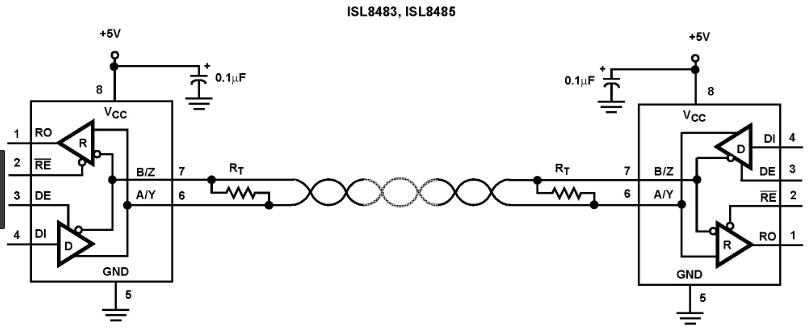 ISL8483, ISL8485
+5V
+
0.1μF
8
VCC
1 RO
R
2 RE
3 DE
4 DI
D
B/Z 7
A/Y 6
GND
5
RT
RT
+5V
+
0.1μF
8
VCC
D
DI 4
DE 3
RE 2
R
RO 1
7 B/Z
6 A/Y
GND
5